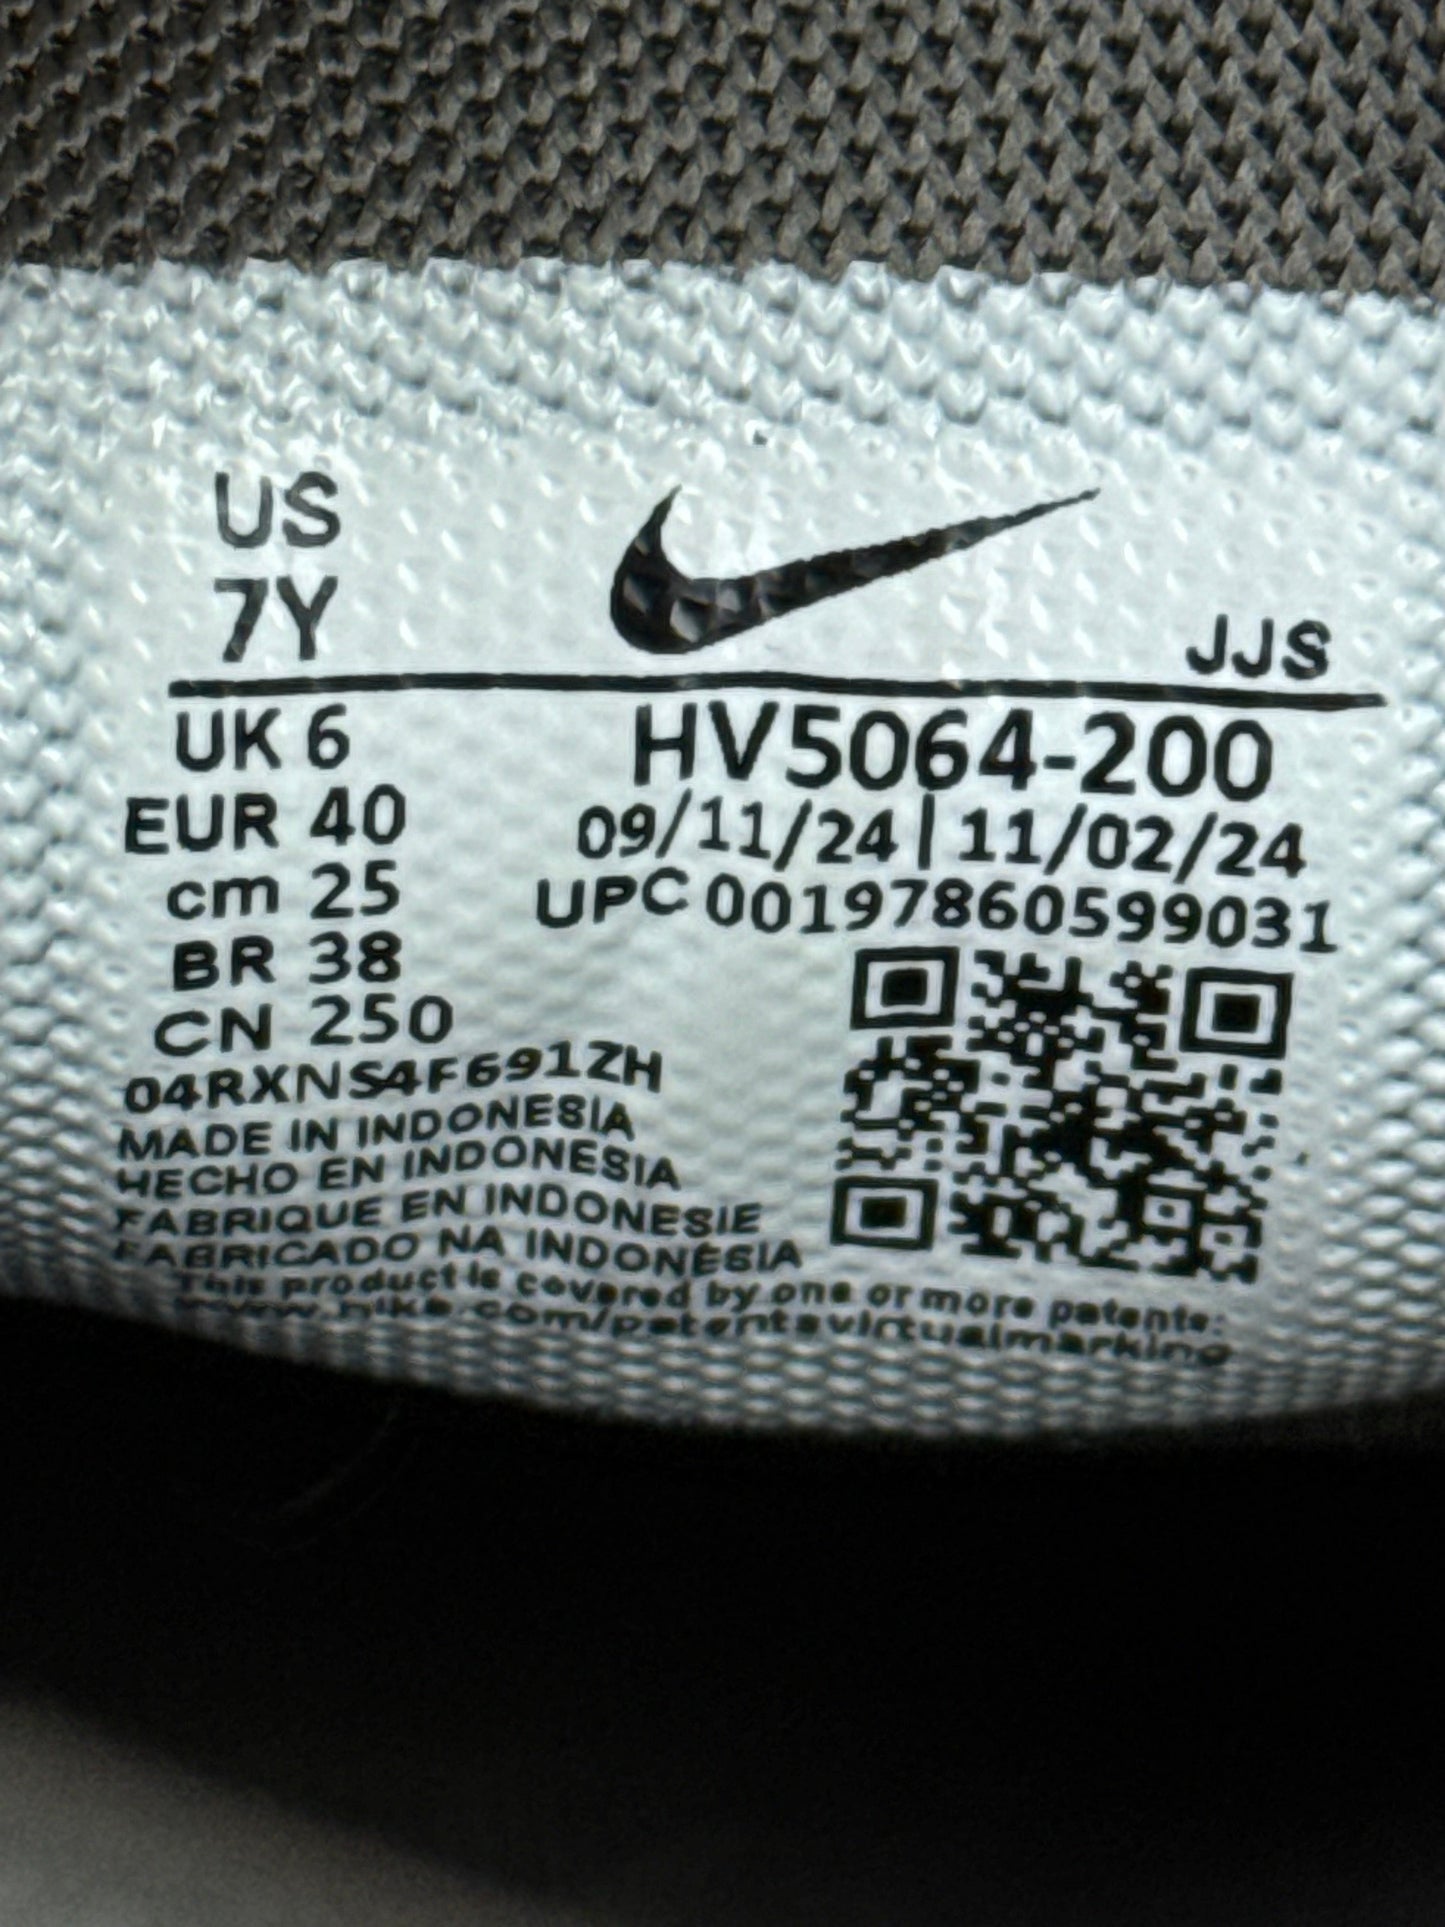 US
7Y
JJS
UK 6
HV5064-200
EUR 40
09/11/24 | 11/02/24
cm 25
UPC 00197860599031
BR 38
CN 250
04RXNS4F691ZH
MADE IN INDONESIA
HECHO EN INDONESIA
FABRIQUE EN INDONESIE
FABRICADO NA INDONÉSIA
This product is covered by one or more patents:
www.nike.com/patentsvirtualmarking